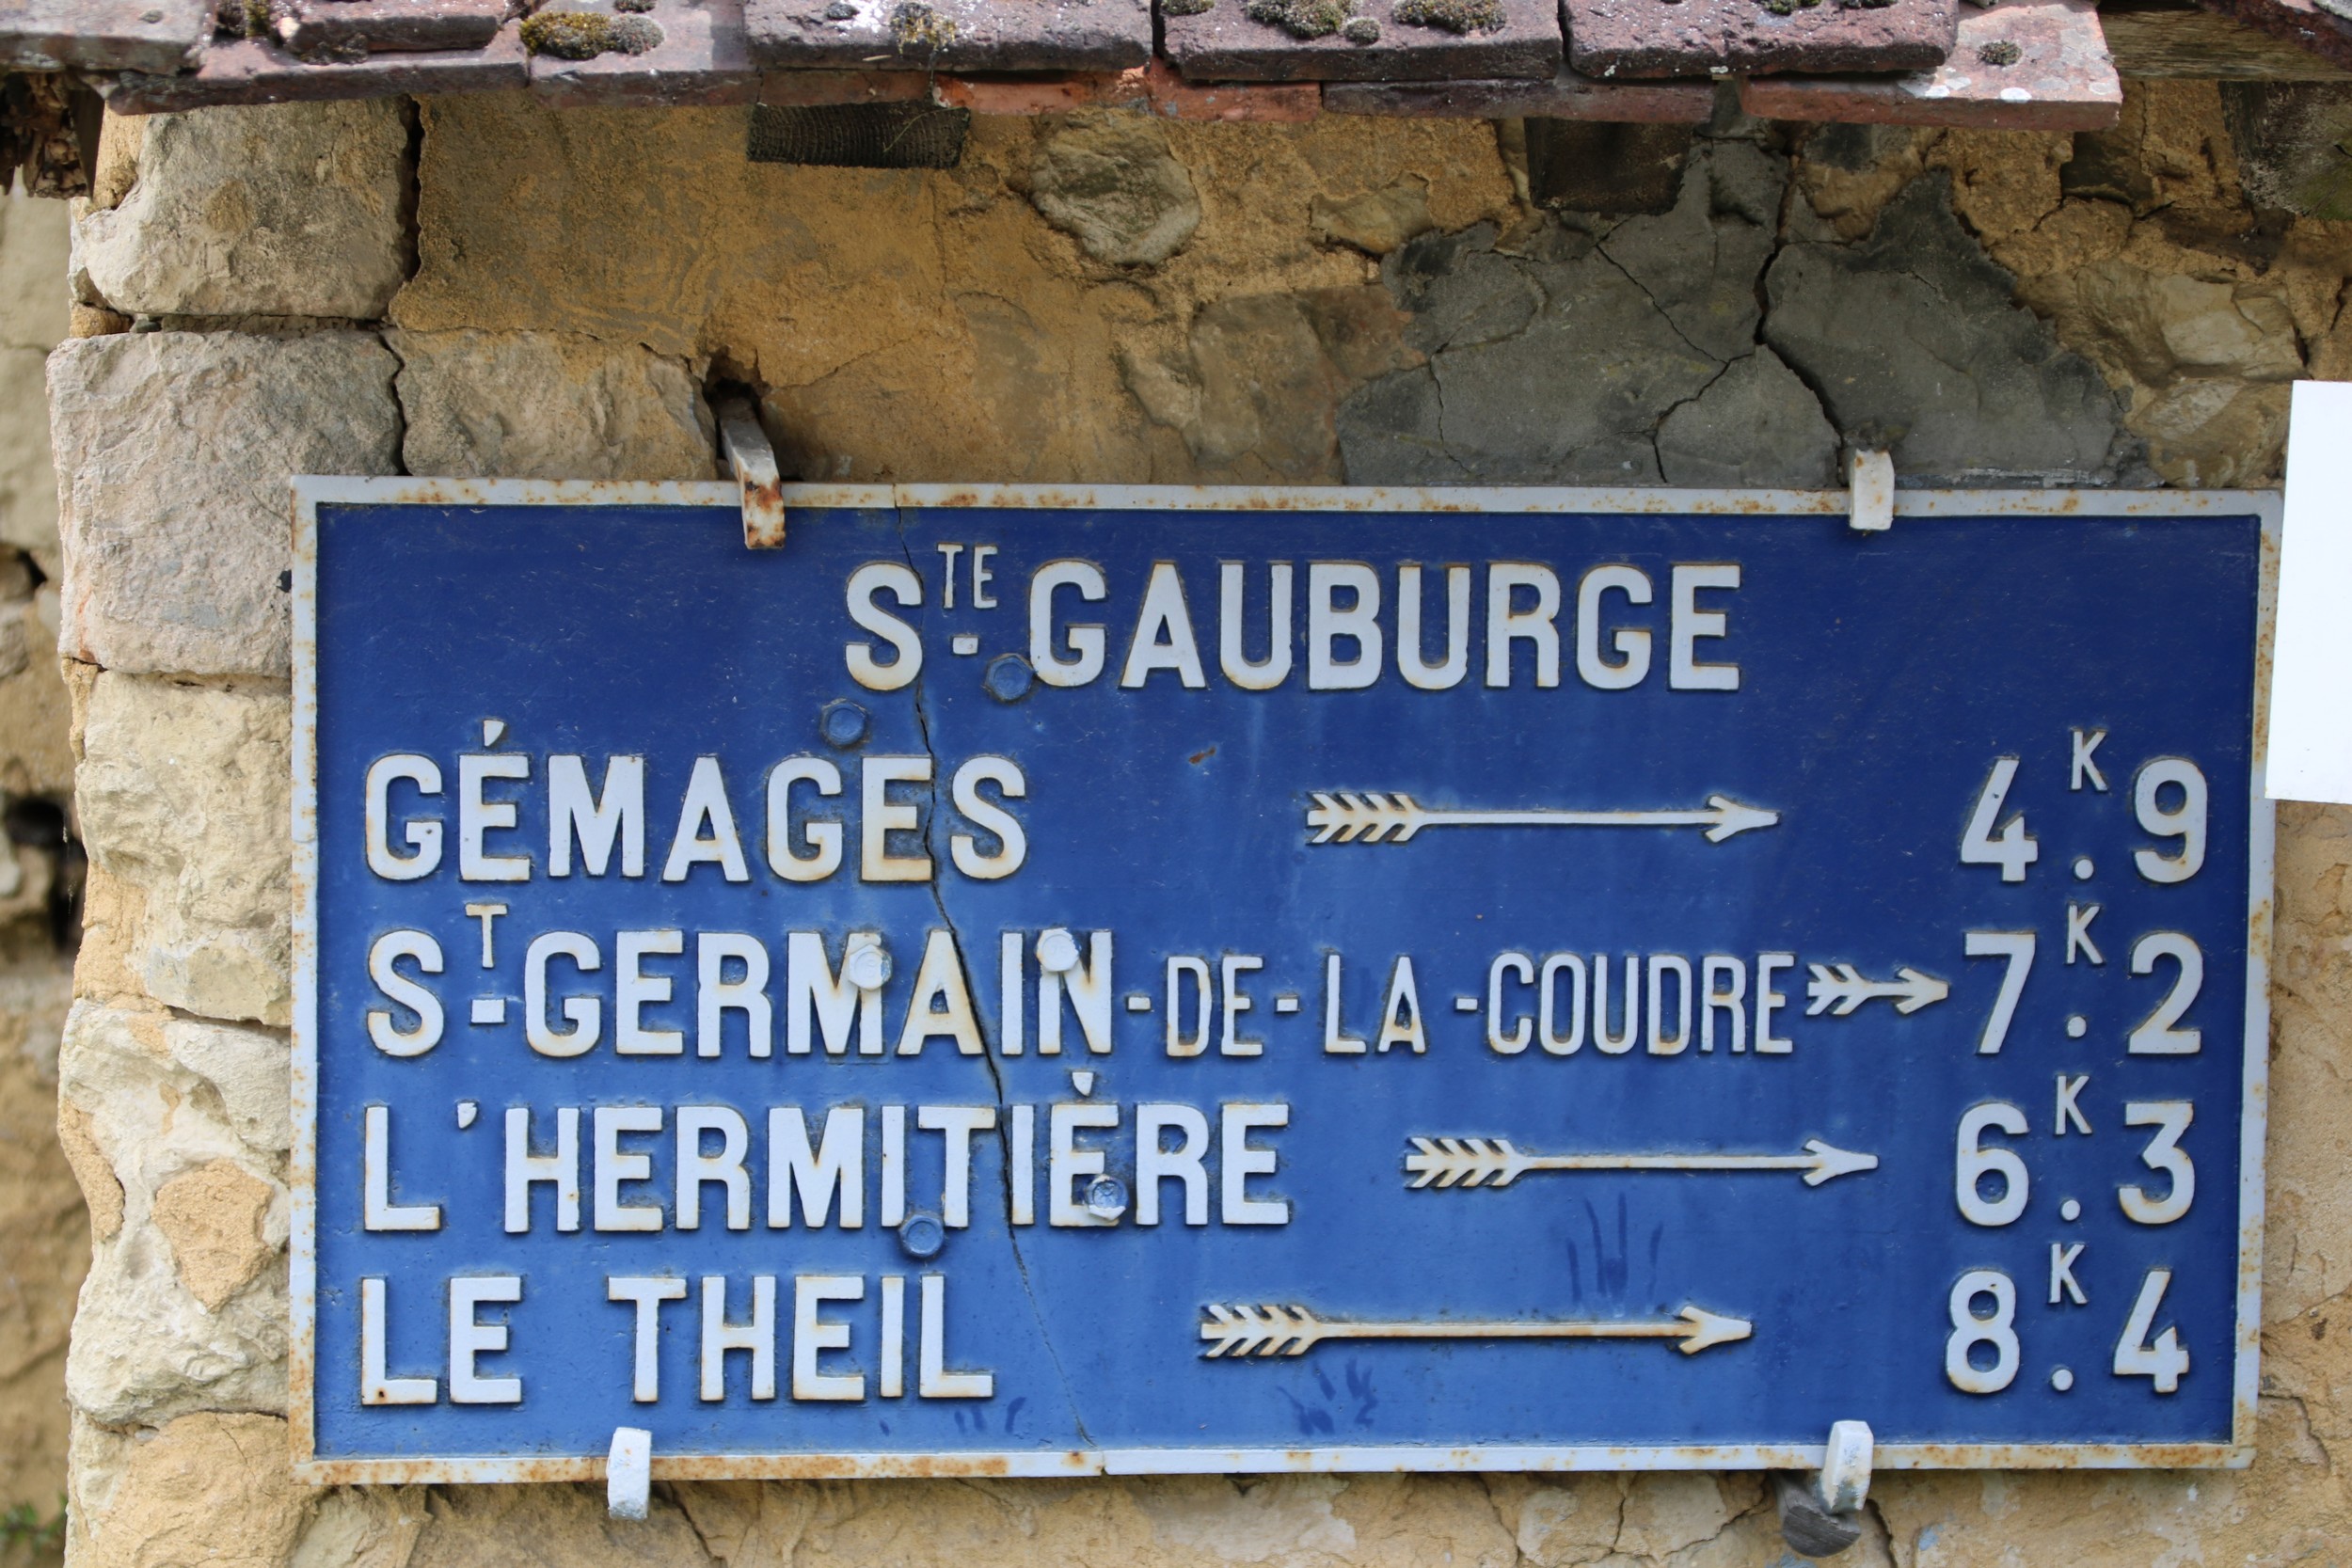 STE-GAUBURGE
GÉMAGES 4K.9
ST-GERMAIN-DE-LA-COUDRE 7K.2
L'HERMITIÈRE 6K.3
LE THEIL 8K.4